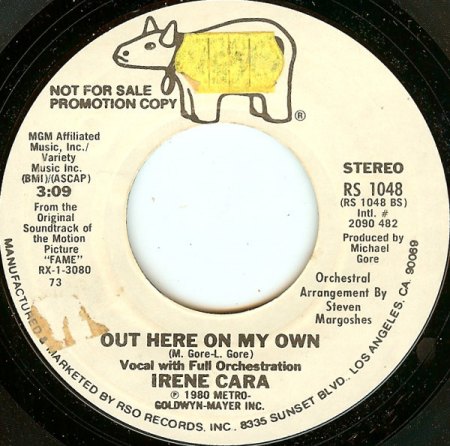 NOT FOR SALE
PROMOTION COPY
®
MGM Affiliated
Music, Inc./
Variety
Music Inc.
(BMI)/(ASCAP)
3:09
From the
Original
Soundtrack of
the Motion
Picture
"FAME"
RX-1-3080
73
STEREO
RS 1048
(RS 1048 BS)
Intl. #
2090 482
Produced by
Michael
Gore
Orchestral
Arrangement By
Steven
Margoshes
OUT HERE ON MY OWN
(M. Gore-L. Gore)
Vocal with Full Orchestration
IRENE CARA
℗ 1980 METRO-
GOLDWYN-MAYER INC.
MANUFACTURED & MARKETED BY RSO RECORDS, INC. 8335 SUNSET BLVD., LOS ANGELES, CA. 90069